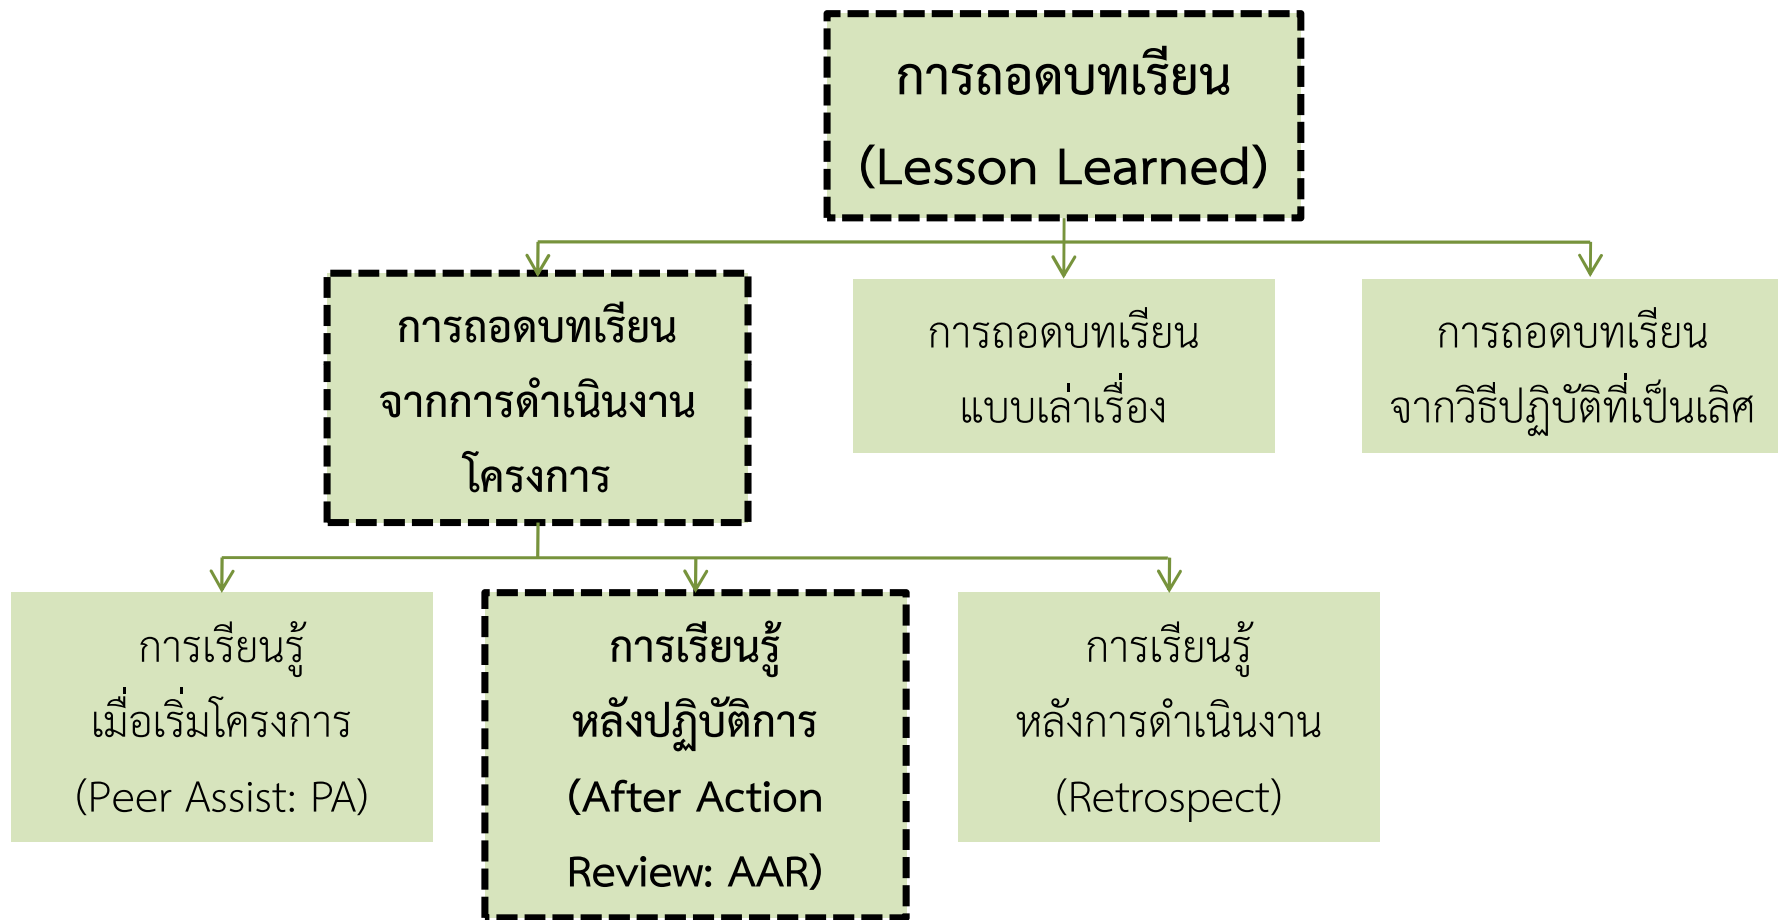 การถอดบทเรียน
(Lesson Learned)
การถอดบทเรียน
จากการดำเนินงาน
โครงการ
การถอดบทเรียน
แบบเล่าเรื่อง
การถอดบทเรียน
จากวิธีปฏิบัติที่เป็นเลิศ
การเรียนรู้
เมื่อเริ่มโครงการ
(Peer Assist: PA)
การเรียนรู้
หลังปฏิบัติการ
(After Action
Review: AAR)
การเรียนรู้
หลังการดำเนินงาน
(Retrospect)